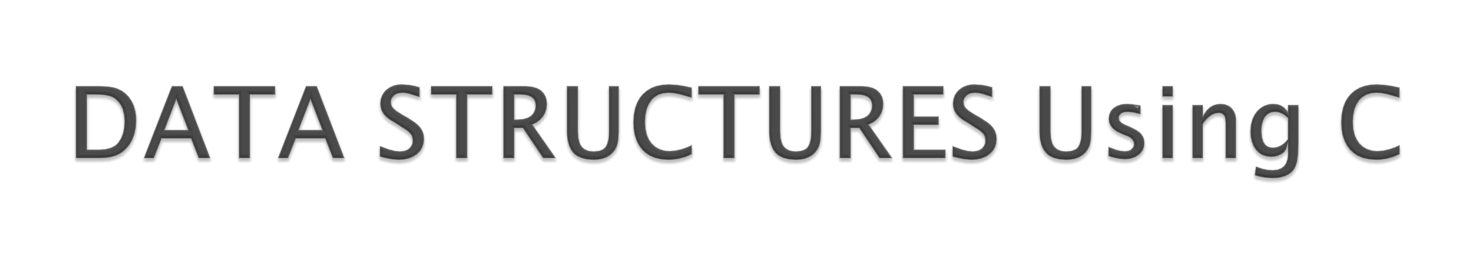 DATA STRUCTURES Using C